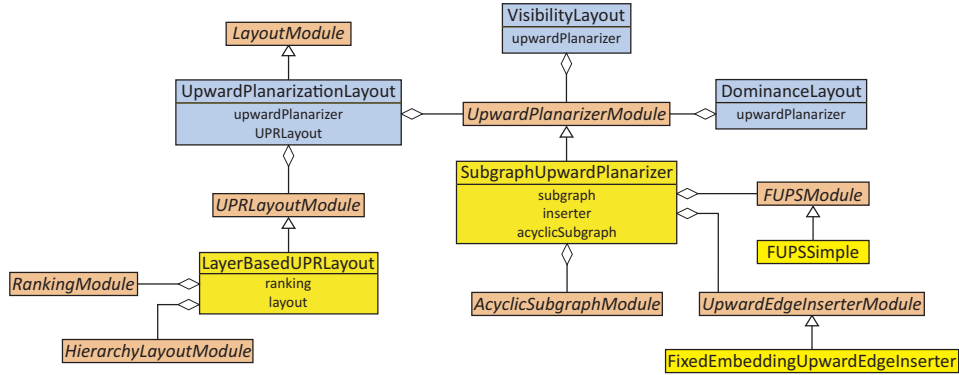 VisibilityLayout
upwardPlanarizer
LayoutModule
UpwardPlanarizationLayout
upwardPlanarizer
UPRLayout
UpwardPlanarizerModule
DominanceLayout
upwardPlanarizer
SubgraphUpwardPlanarizer
subgraph
inserter
acyclicSubgraph
FUPSModule
UPRLayoutModule
FUPSSimple
LayerBasedUPRLayout
ranking
layout
RankingModule
AcyclicSubgraphModule
UpwardEdgeInserterModule
HierarchyLayoutModule
FixedEmbeddingUpwardEdgeInserter